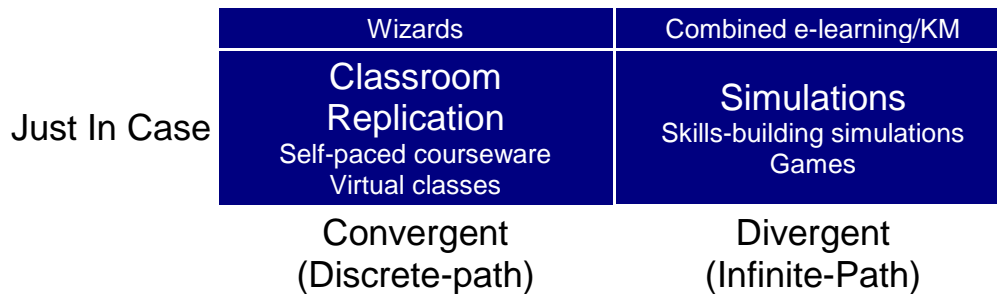 Wizards
Combined e-learning/KM
Just In Case
Classroom
Replication
Self-paced courseware
Virtual classes
Simulations
Skills-building simulations
Games
Convergent
(Discrete-path)
Divergent
(Infinite-Path)